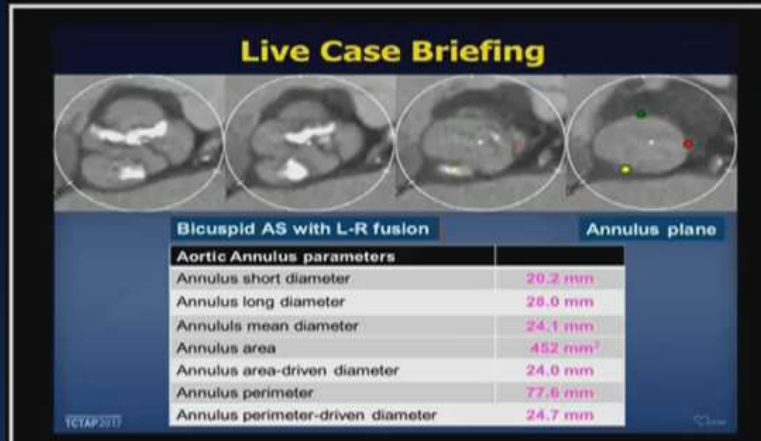 Live Case Briefing
Bicuspid AS with L-R fusion
Annulus plane
Aortic Annulus parameters
Annulus short diameter 20.2 mm
Annulus long diameter 28.0 mm
Annululs mean diameter 24.1 mm
Annulus area 452 mm²
Annulus area-driven diameter 24.0 mm
Annulus perimeter 77.6 mm
Annulus perimeter-driven diameter 24.7 mm
TCTAP2017